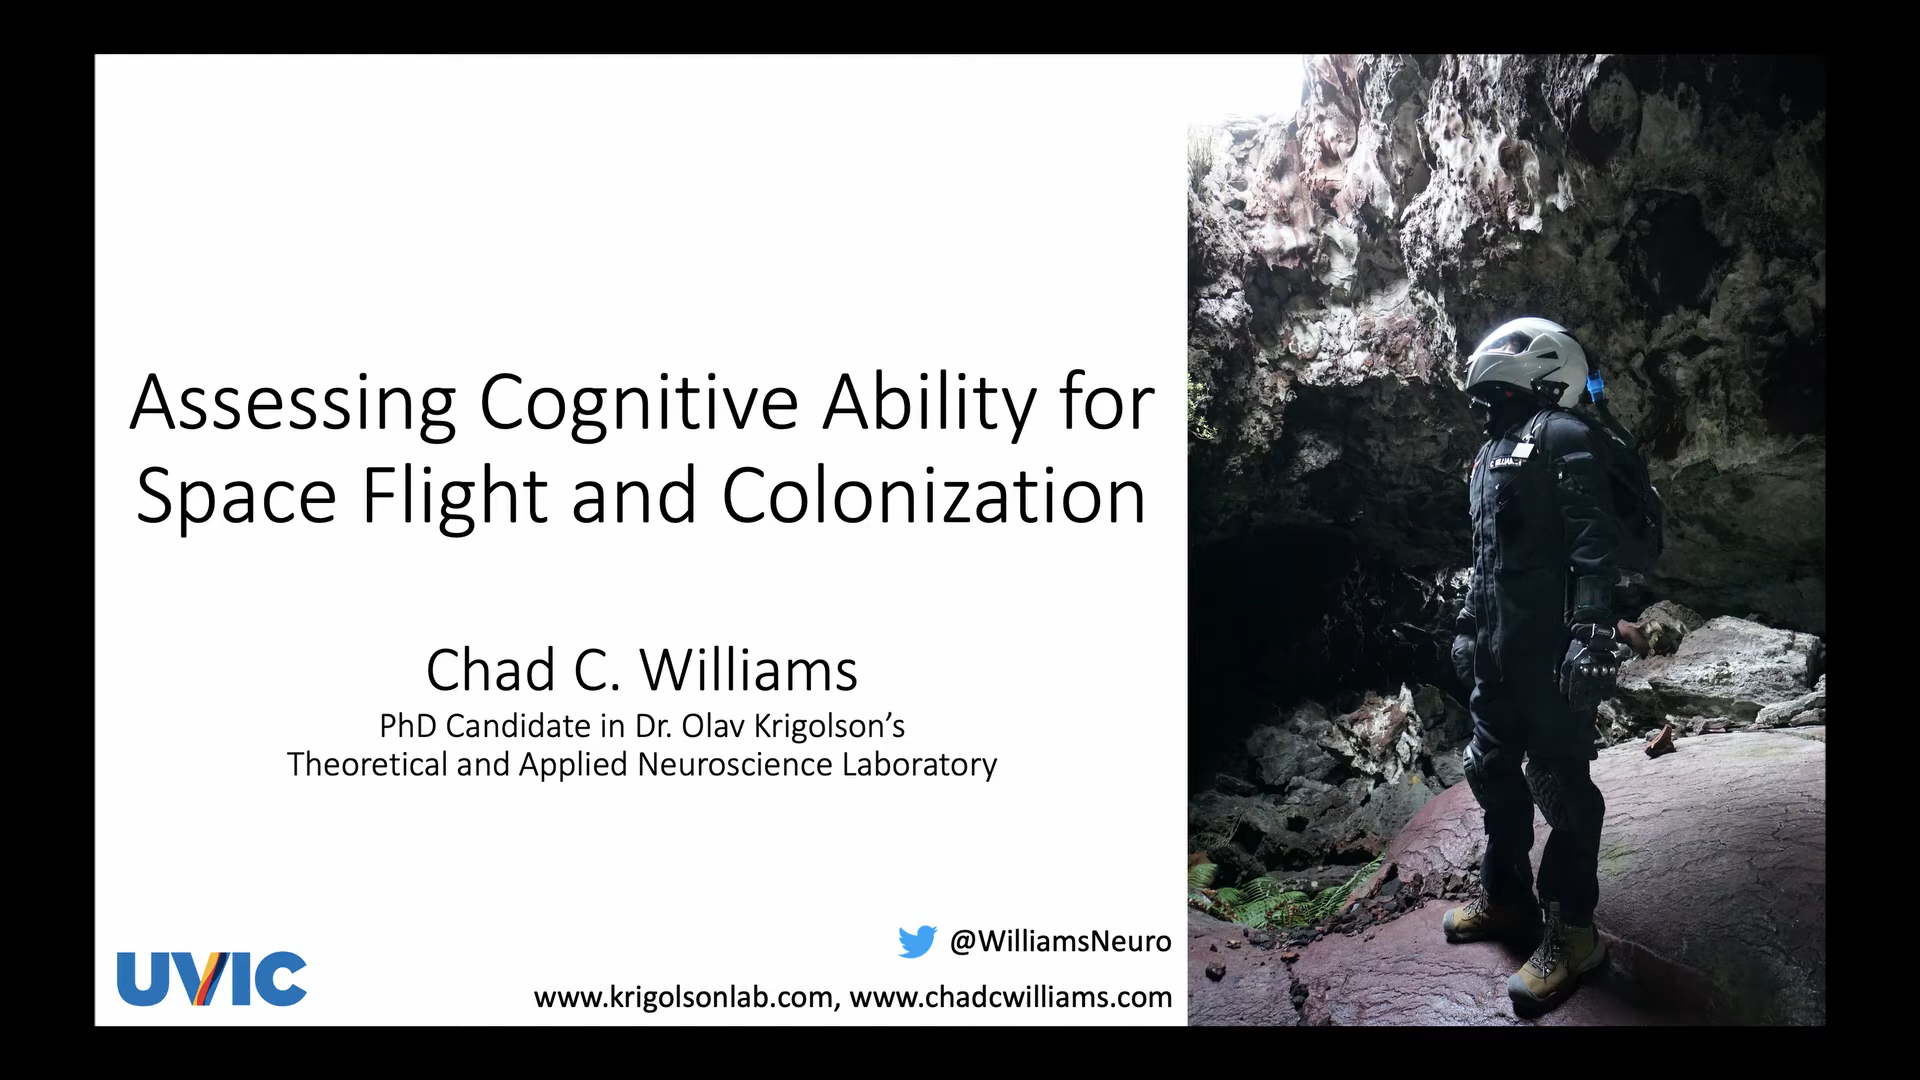 Assessing Cognitive Ability for
Space Flight and Colonization
Chad C. Williams
PhD Candidate in Dr. Olav Krigolson’s
Theoretical and Applied Neuroscience Laboratory
@WilliamsNeuro
www.krigolsonlab.com, www.chadcwilliams.com
UVIC